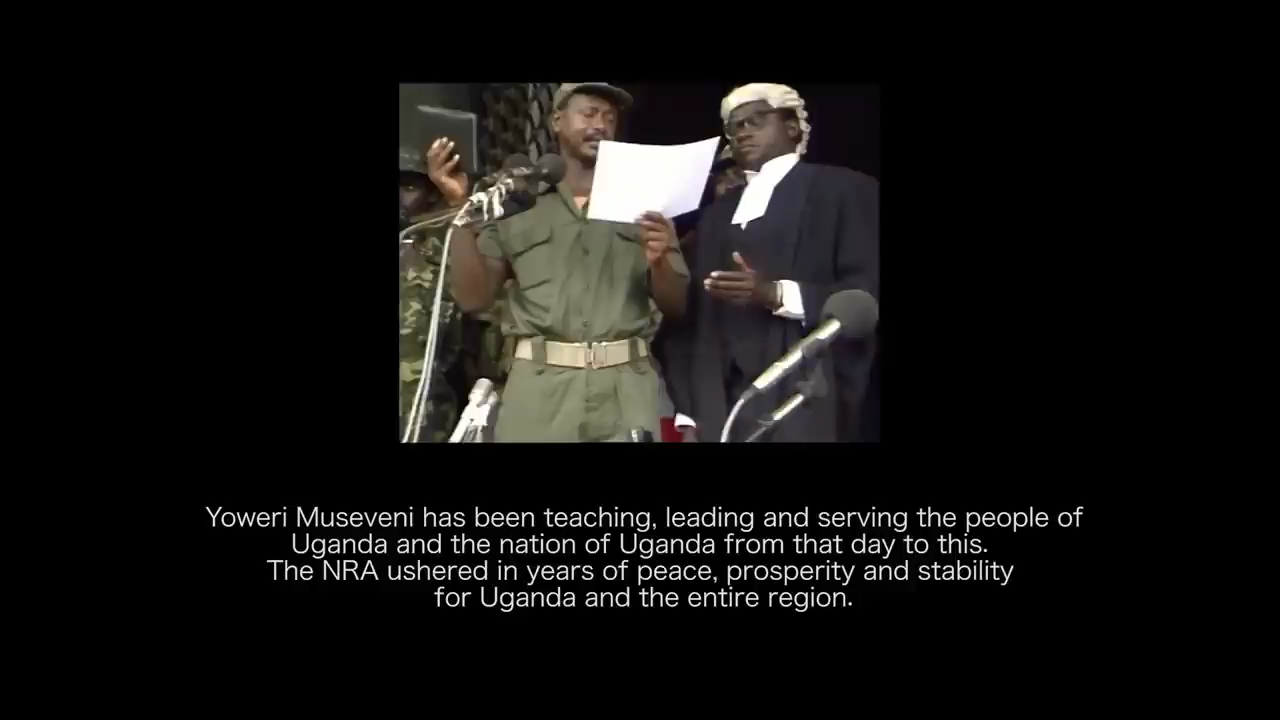 Yoweri Museveni has been teaching, leading and serving the people of
Uganda and the nation of Uganda from that day to this.
The NRA ushered in years of peace, prosperity and stability
for Uganda and the entire region.